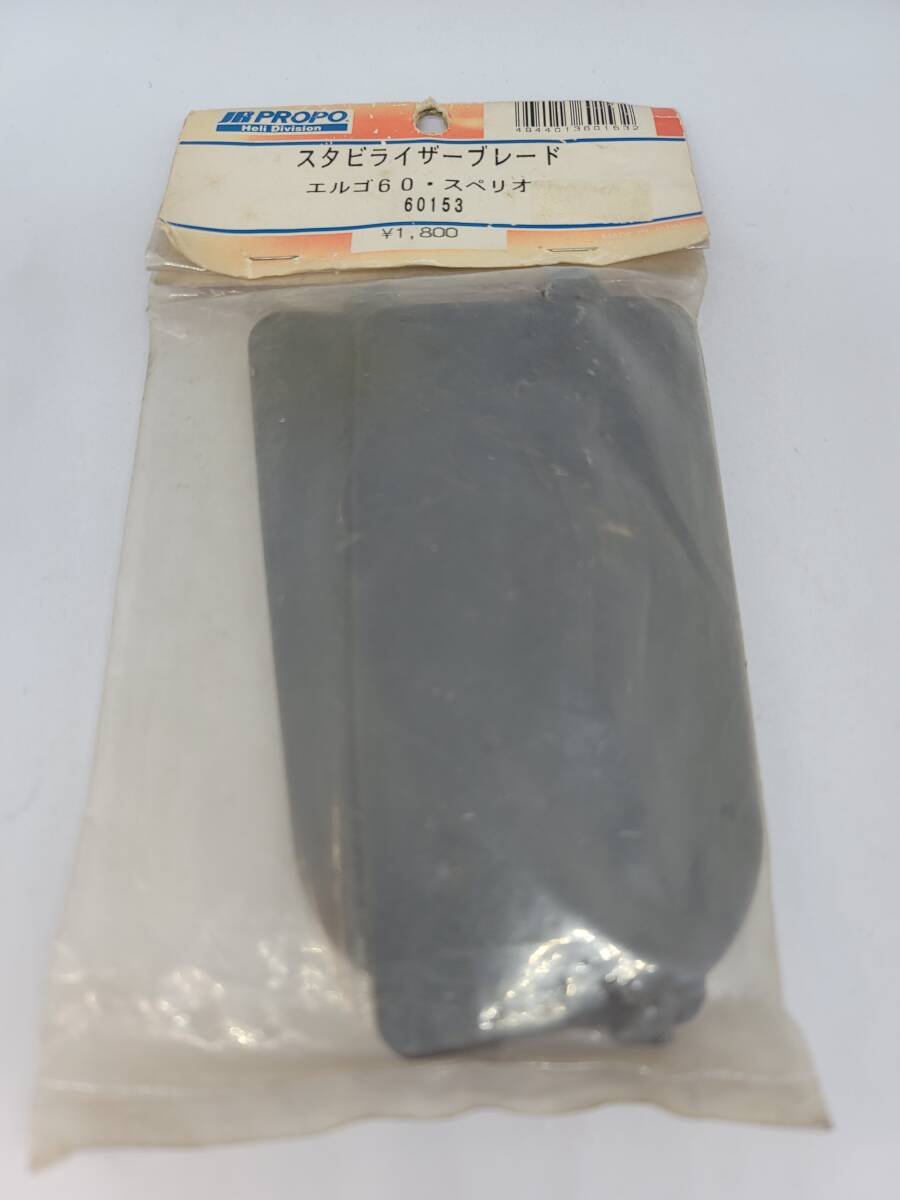 JR PROPO
Heli Division
4944013601532
スタビライザーブレード
エルゴ60・スペリオ
60153
¥1,800